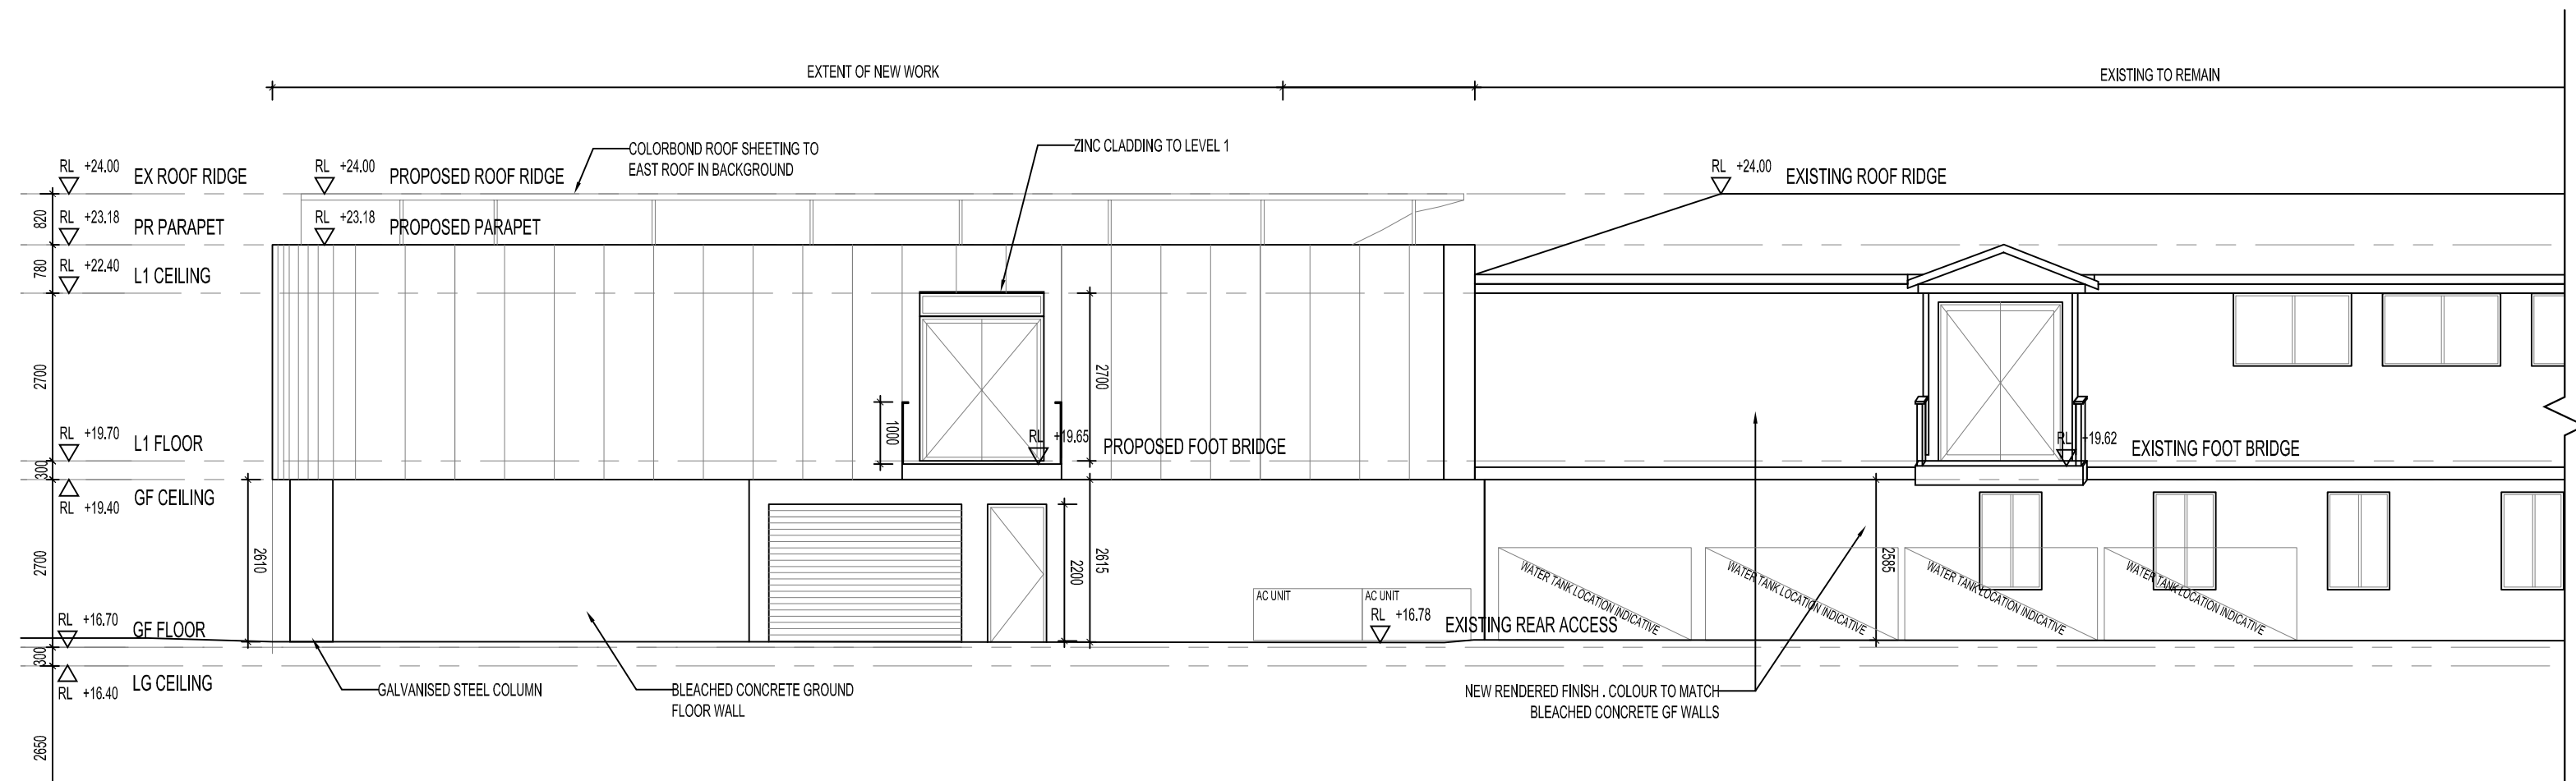 EXTENT OF NEW WORK
EXISTING TO REMAIN
COLORBOND ROOF SHEETING TO
EAST ROOF IN BACKGROUND
ZINC CLADDING TO LEVEL 1
RL +24.00 EX ROOF RIDGE
RL +24.00 PROPOSED ROOF RIDGE
RL +24.00 EXISTING ROOF RIDGE
820
RL +23.18 PR PARAPET
RL +23.18 PROPOSED PARAPET
780
RL +22.40 L1 CEILING
2700
2700
1000
RL +19.70 L1 FLOOR
RL +19.65 PROPOSED FOOT BRIDGE
RL +19.62 EXISTING FOOT BRIDGE
300
GF CEILING
RL +19.40
2700
2610
2200
2615
2585
AC UNIT
AC UNIT
WATER TANK LOCATION INDICATIVE
WATER TANK LOCATION INDICATIVE
WATER TANK LOCATION INDICATIVE
WATER TANK LOCATION INDICATIVE
RL +16.78 EXISTING REAR ACCESS
RL +16.70 GF FLOOR
300
LG CEILING
RL +16.40
GALVANISED STEEL COLUMN
BLEACHED CONCRETE GROUND
FLOOR WALL
NEW RENDERED FINISH . COLOUR TO MATCH
BLEACHED CONCRETE GF WALLS
2650